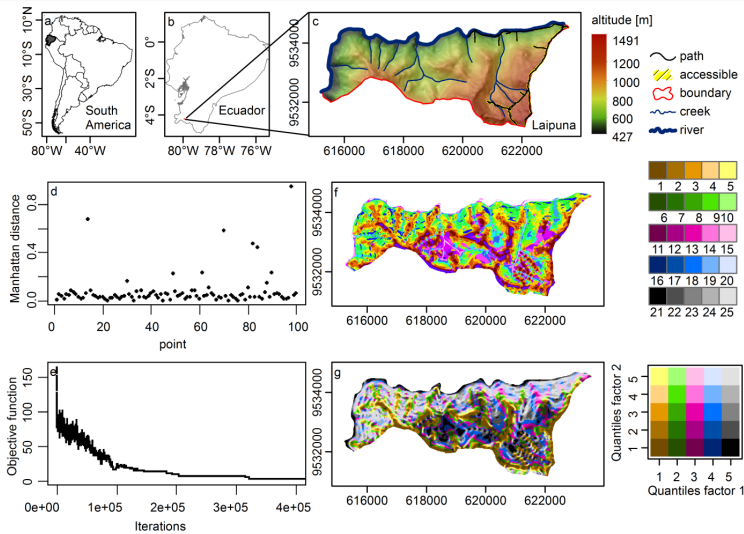 a
10°N
10°S
30°S
50°S
South
America
80°W
40°W
b
0°
2°S
4°S
Ecuador
80°W
78°W
76°W
c
9534000
9532000
Laipuna
616000
618000
620000
622000
altitude [m]
1491
1200
1000
800
600
427
path
accessible
boundary
creek
river
d
Manhattan distance
0.8
0.4
0.0
0
20
40
60
80
100
point
f
9534000
9532000
616000
618000
620000
622000
1 2 3 4 5
6 7 8 9 10
11 12 13 14 15
16 17 18 19 20
21 22 23 24 25
e
Objective function
150
100
50
0
0e+00
1e+05
2e+05
3e+05
4e+05
Iterations
g
9534000
9532000
616000
618000
620000
622000
Quantiles factor 2
5
4
3
2
1
1 2 3 4 5
Quantiles factor 1